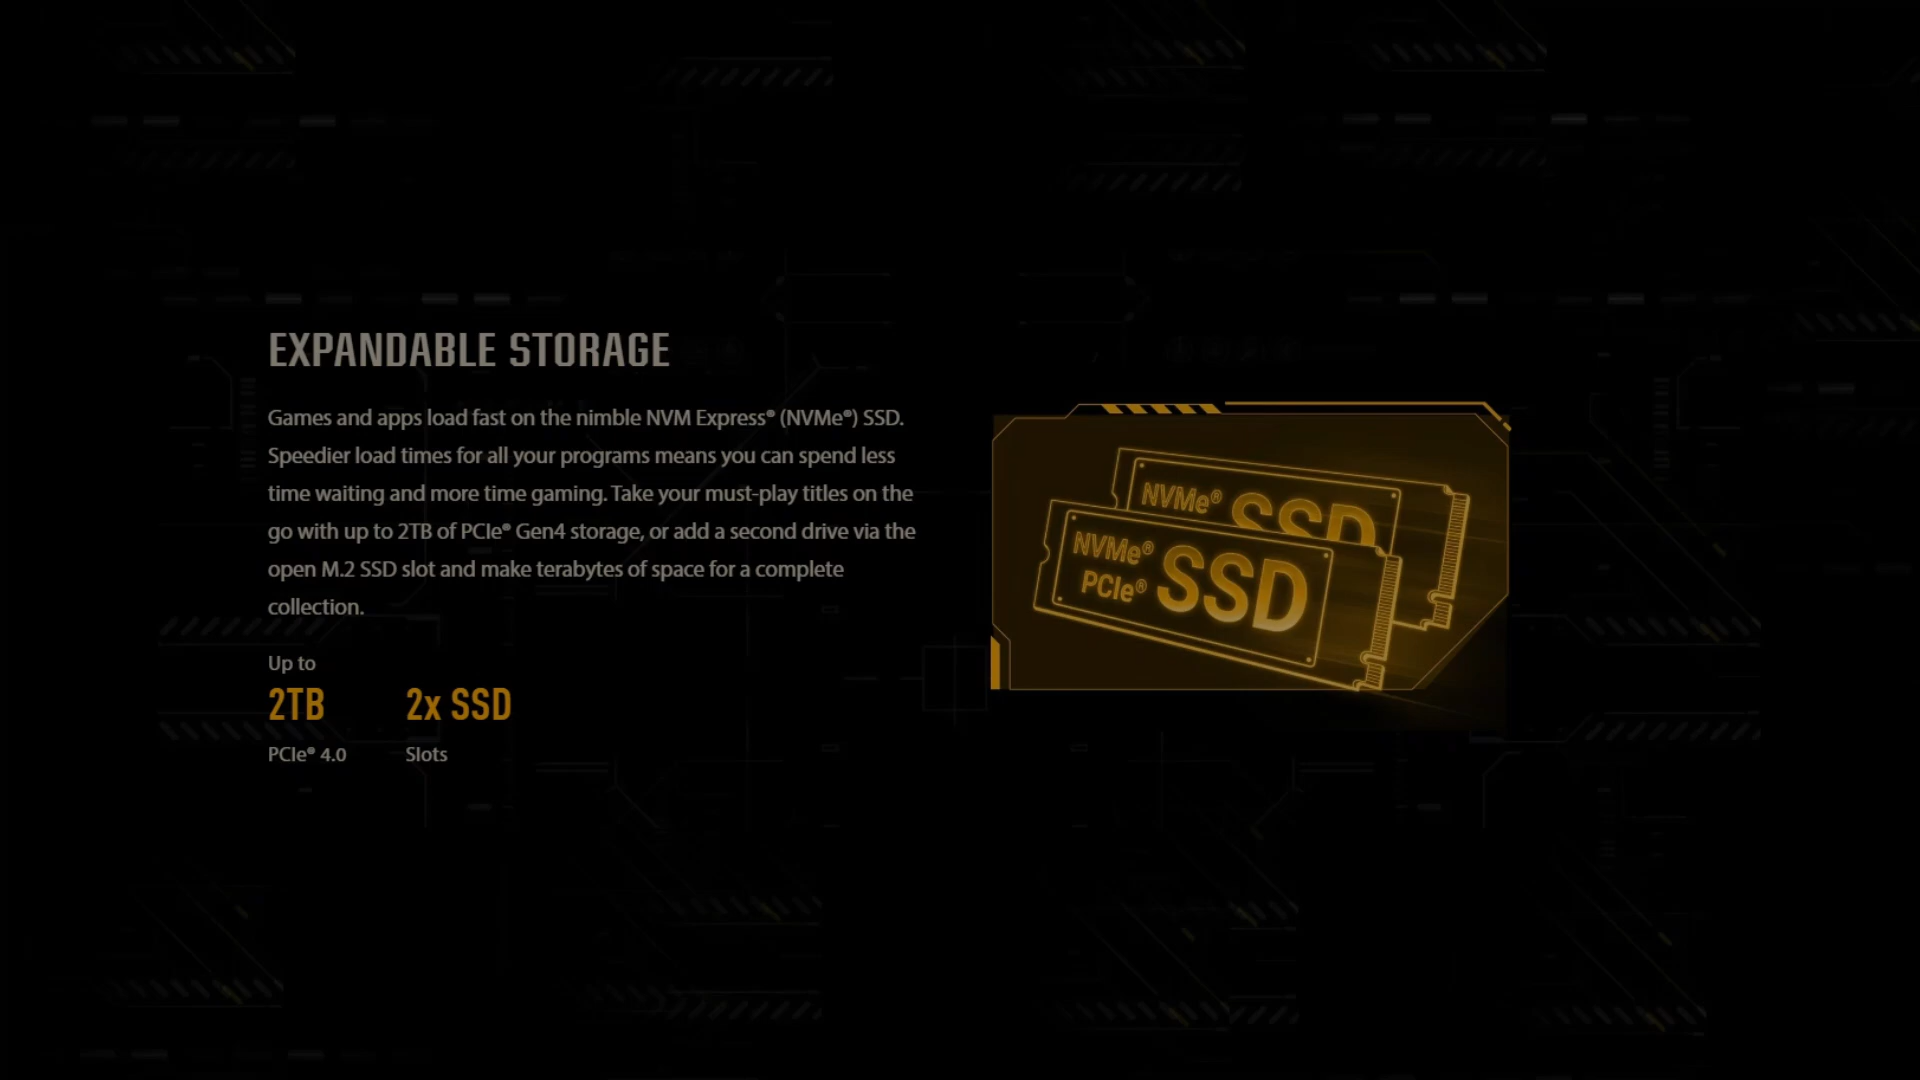 EXPANDABLE STORAGE
Games and apps load fast on the nimble NVM Express® (NVMe®) SSD.
Speedier load times for all your programs means you can spend less
time waiting and more time gaming. Take your must-play titles on the
go with up to 2TB of PCIe® Gen4 storage, or add a second drive via the
open M.2 SSD slot and make terabytes of space for a complete
collection.
Up to
2TB
PCIe® 4.0
2x SSD
Slots
NVMe® SSD
NVMe®
PCIe® SSD